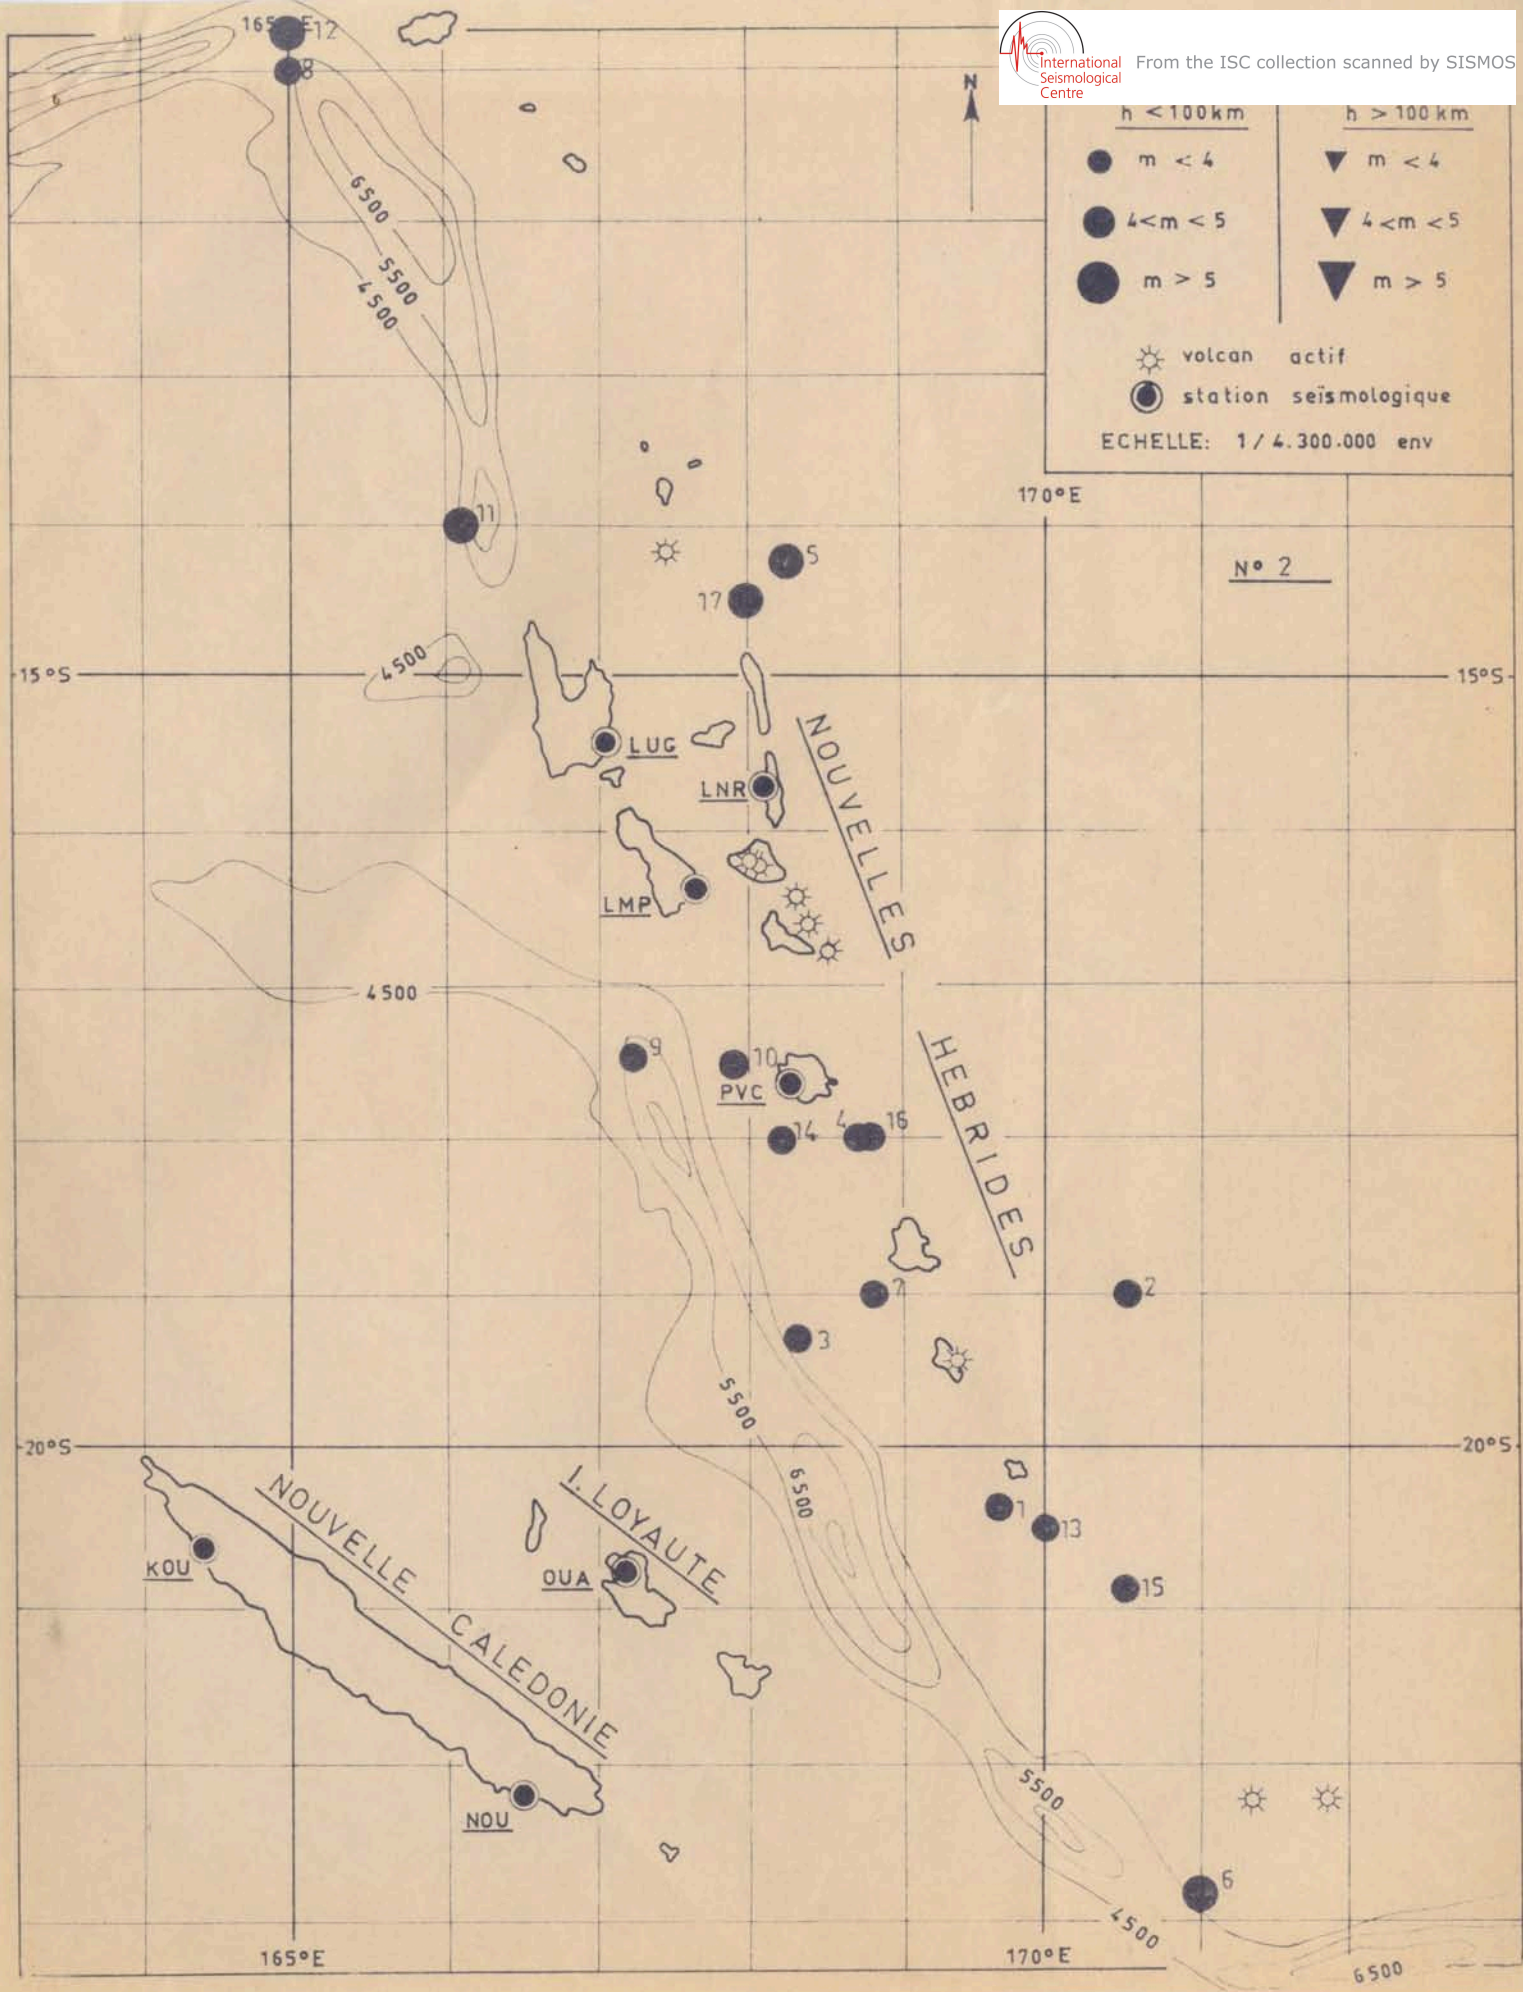 165°E
12
8
International
Seismological
Centre
From the ISC collection scanned by SISMOS
N
h < 100 km
h > 100 km
m < 4
m < 4
4 < m < 5
4 < m < 5
m > 5
m > 5
volcan actif
station seïsmologique
ECHELLE: 1 / 4.300.000 env
6500
5500
4500
170°E
11
5
N° 2
17
15°S
4500
15°S
LUG
NOUVELLES
LNR
LMP
4500
9
10
PVC
HEBRIDES
14
4
16
7
2
3
5500
20°S
20°S
6500
NOUVELLE CALEDONIE
I. LOYAUTE
1
13
KOU
OUA
15
5500
NOU
6
4500
165°E
170°E
6500